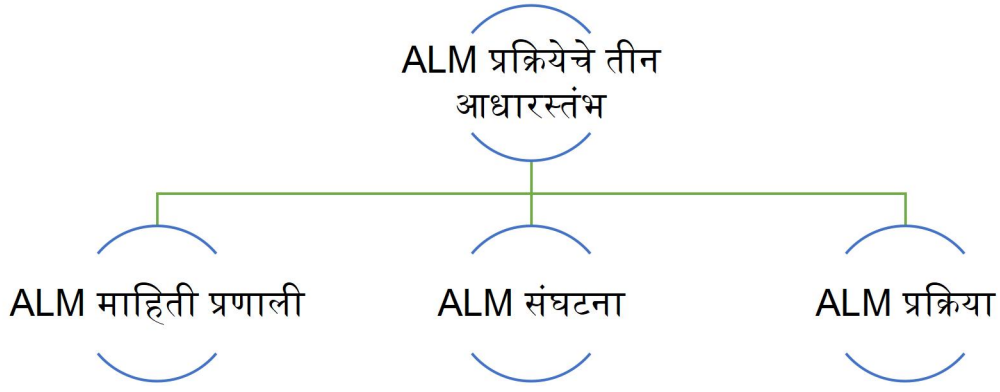 ALM प्रक्रियेचे तीन
आधारस्तंभ
ALM माहिती प्रणाली
ALM संघटना
ALM प्रक्रिया